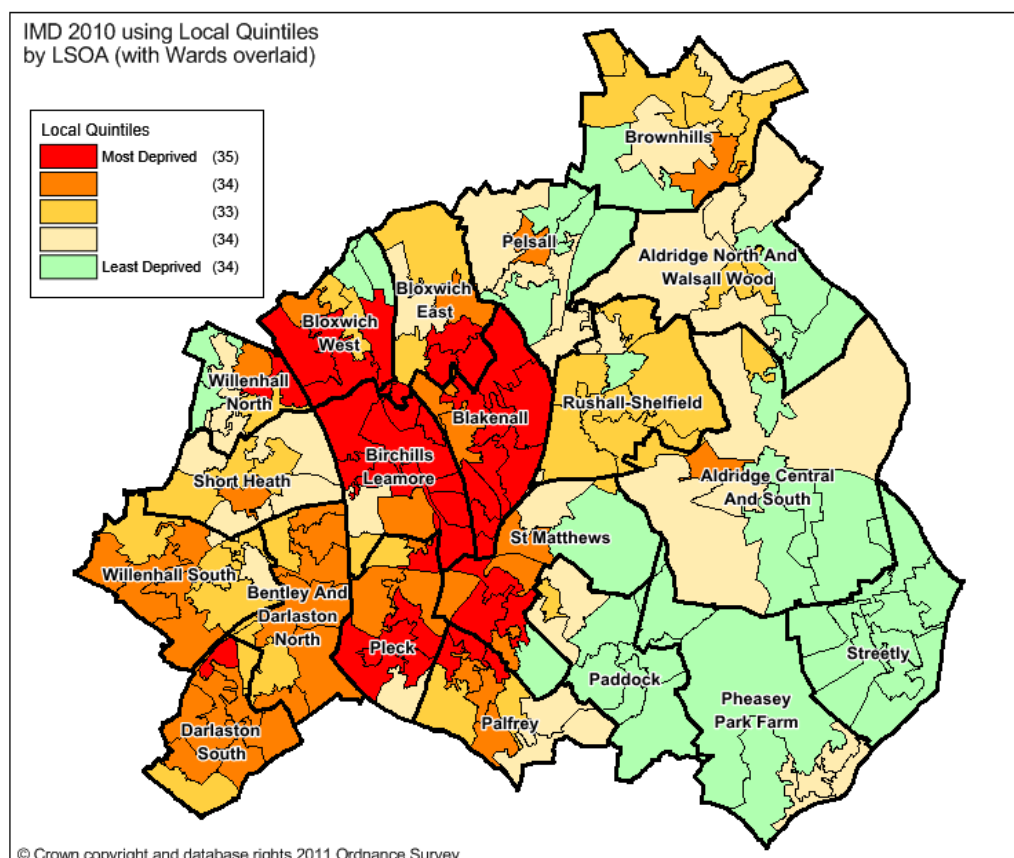 IMD 2010 using Local Quintiles
by LSOA (with Wards overlaid)
Local Quintiles
Most Deprived (35)
(34)
(33)
(34)
Least Deprived (34)
Brownhills
Pelsall
Aldridge North And
Walsall Wood
Bloxwich
East
Bloxwich
West
Willenhall
North
Blakenall
Rushall-Shelfield
Birchills
Leamore
Short Heath
Aldridge Central
And South
St Matthews
Willenhall South
Bentley And
Darlaston
North
Pleck
Paddock
Streetly
Pheasey
Park Farm
Palfrey
Darlaston
South
© Crown copyright and database rights 2011 Ordnance Survey